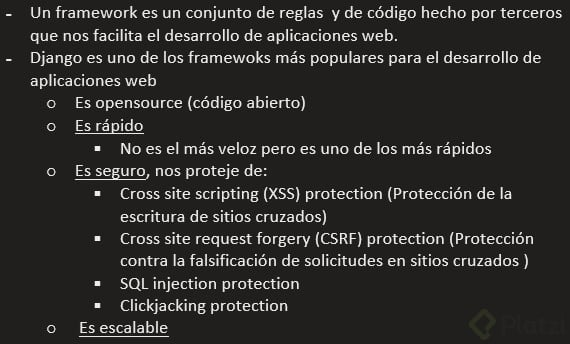 - Un framework es un conjunto de reglas y de código hecho por terceros
que nos facilita el desarrollo de aplicaciones web.
- Django es uno de los framewoks más populares para el desarrollo de
aplicaciones web
o Es opensource (código abierto)
o Es rápido
▪ No es el más veloz pero es uno de los más rápidos
o Es seguro, nos proteje de:
▪ Cross site scripting (XSS) protection (Protección de la
escritura de sitios cruzados)
▪ Cross site request forgery (CSRF) protection (Protección
contra la falsificación de solicitudes en sitios cruzados )
▪ SQL injection protection
▪ Clickjacking protection
o Es escalable
Platzi